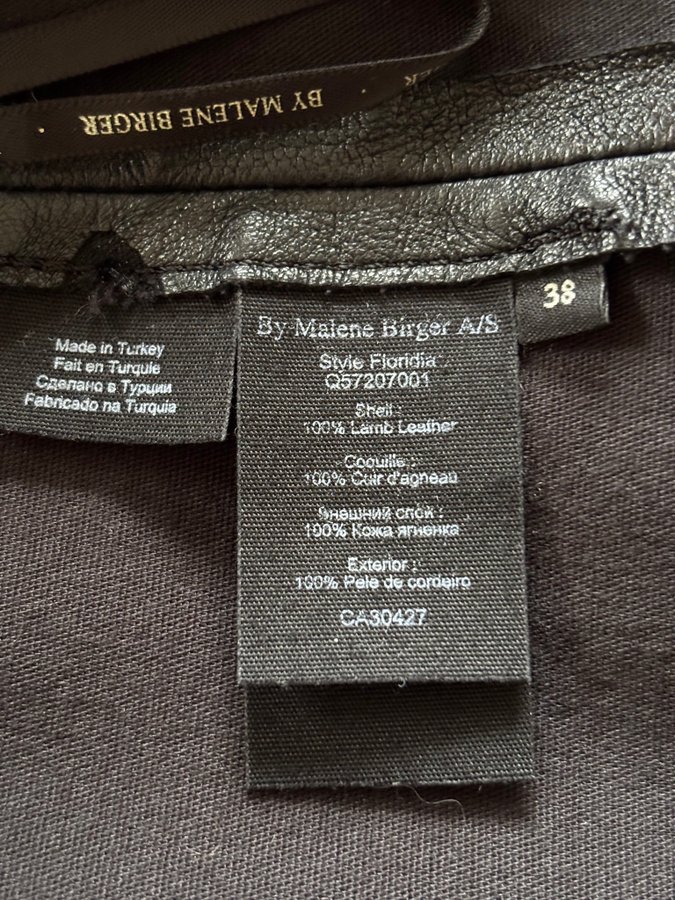 BY MALENE BIRGER
38
Made in Turkey
Fait en Turquie
Сделано в Турции
Fabricado na Turquia
By Malene Birger A/S
Style Floridia :
Q57207001
Shell :
100% Lamb Leather
Coquille :
100% Cuir d'agneau
Внешний слой :
100% Кожа ягненка
Exterior :
100% Pele de cordeiro
CA30427